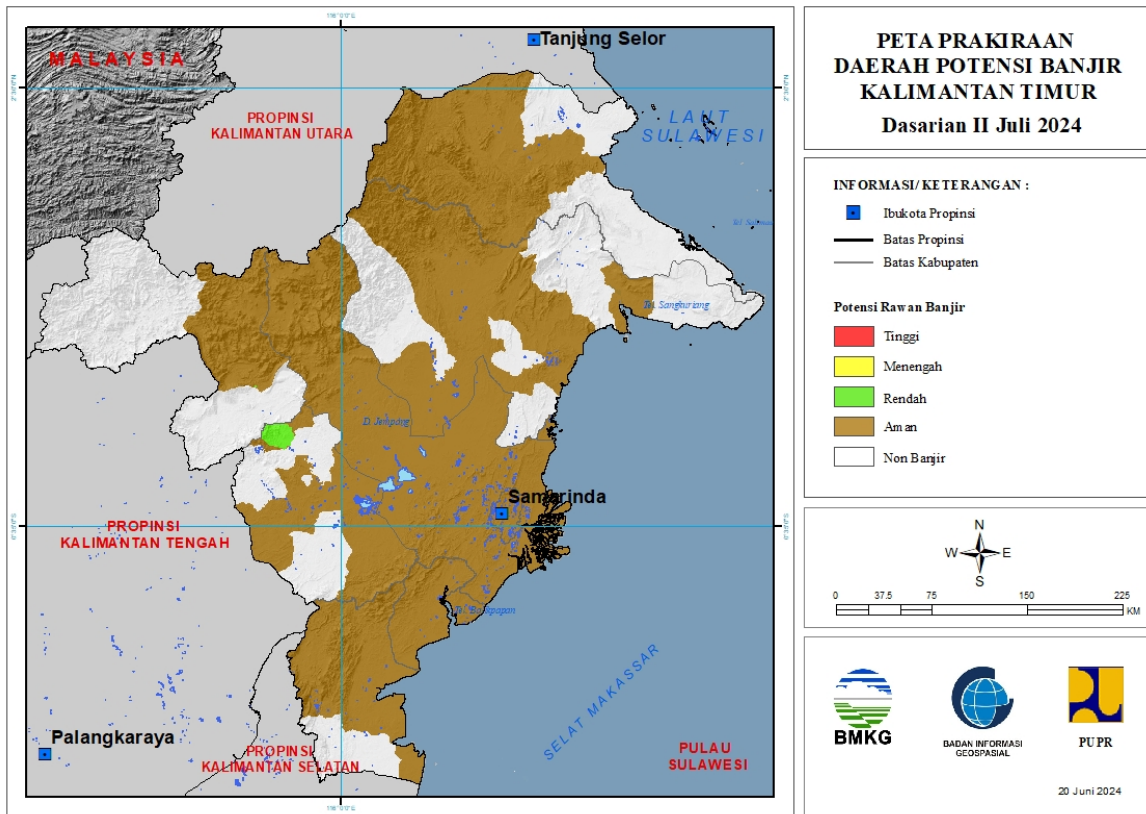 PETA PRAKIRAAN
DAERAH POTENSI BANJIR
KALIMANTAN TIMUR
Dasarian II Juli 2024
INFORMASI/ KETERANGAN :
Ibukota Propinsi
Batas Propinsi
Batas Kabupaten
Potensi Rawan Banjir
Tinggi
Menengah
Rendah
Aman
Non Banjir
N
W E
S
0 37.5 75 150 225
KM
BMKG
BADAN INFORMASI
GEOSPASIAL
PUPR
20 Juni 2024
Tanjung Selor
MALAYSIA
PROPINSI
KALIMANTAN UTARA
LAUT
SULAWESI
Tel. Sangkuriang
D. Jempang
Samarinda
PROPINSI
KALIMANTAN TENGAH
Tel. Balikpapan
SELAT MAKASSAR
Palangkaraya
PROPINSI
KALIMANTAN SELATAN
PULAU
SULAWESI